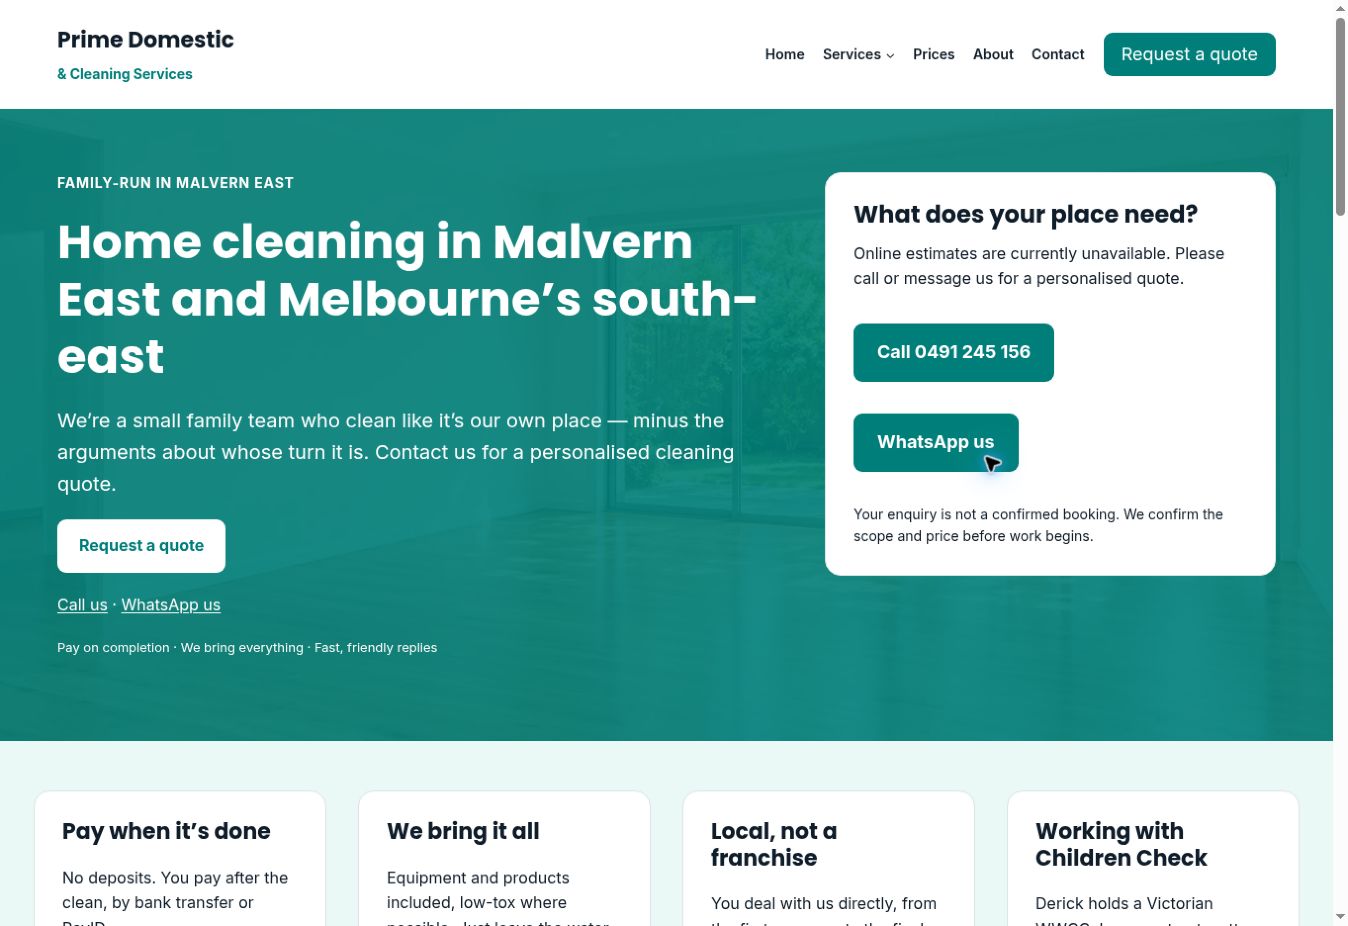 Prime Domestic
& Cleaning Services
Home
Services
Prices
About
Contact
Request a quote
FAMILY-RUN IN MALVERN EAST
Home cleaning in Malvern
East and Melbourne’s south-
east
We’re a small family team who clean like it’s our own place — minus the
arguments about whose turn it is. Contact us for a personalised cleaning
quote.
Request a quote
Call us · WhatsApp us
Pay on completion · We bring everything · Fast, friendly replies
What does your place need?
Online estimates are currently unavailable. Please
call or message us for a personalised quote.
Call 0491 245 156
WhatsApp us
Your enquiry is not a confirmed booking. We confirm the
scope and price before work begins.
Pay when it’s done
No deposits. You pay after the
clean, by bank transfer or
We bring it all
Equipment and products
included, low-tox where
Local, not a
franchise
You deal with us directly, from
Working with
Children Check
Derick holds a Victorian